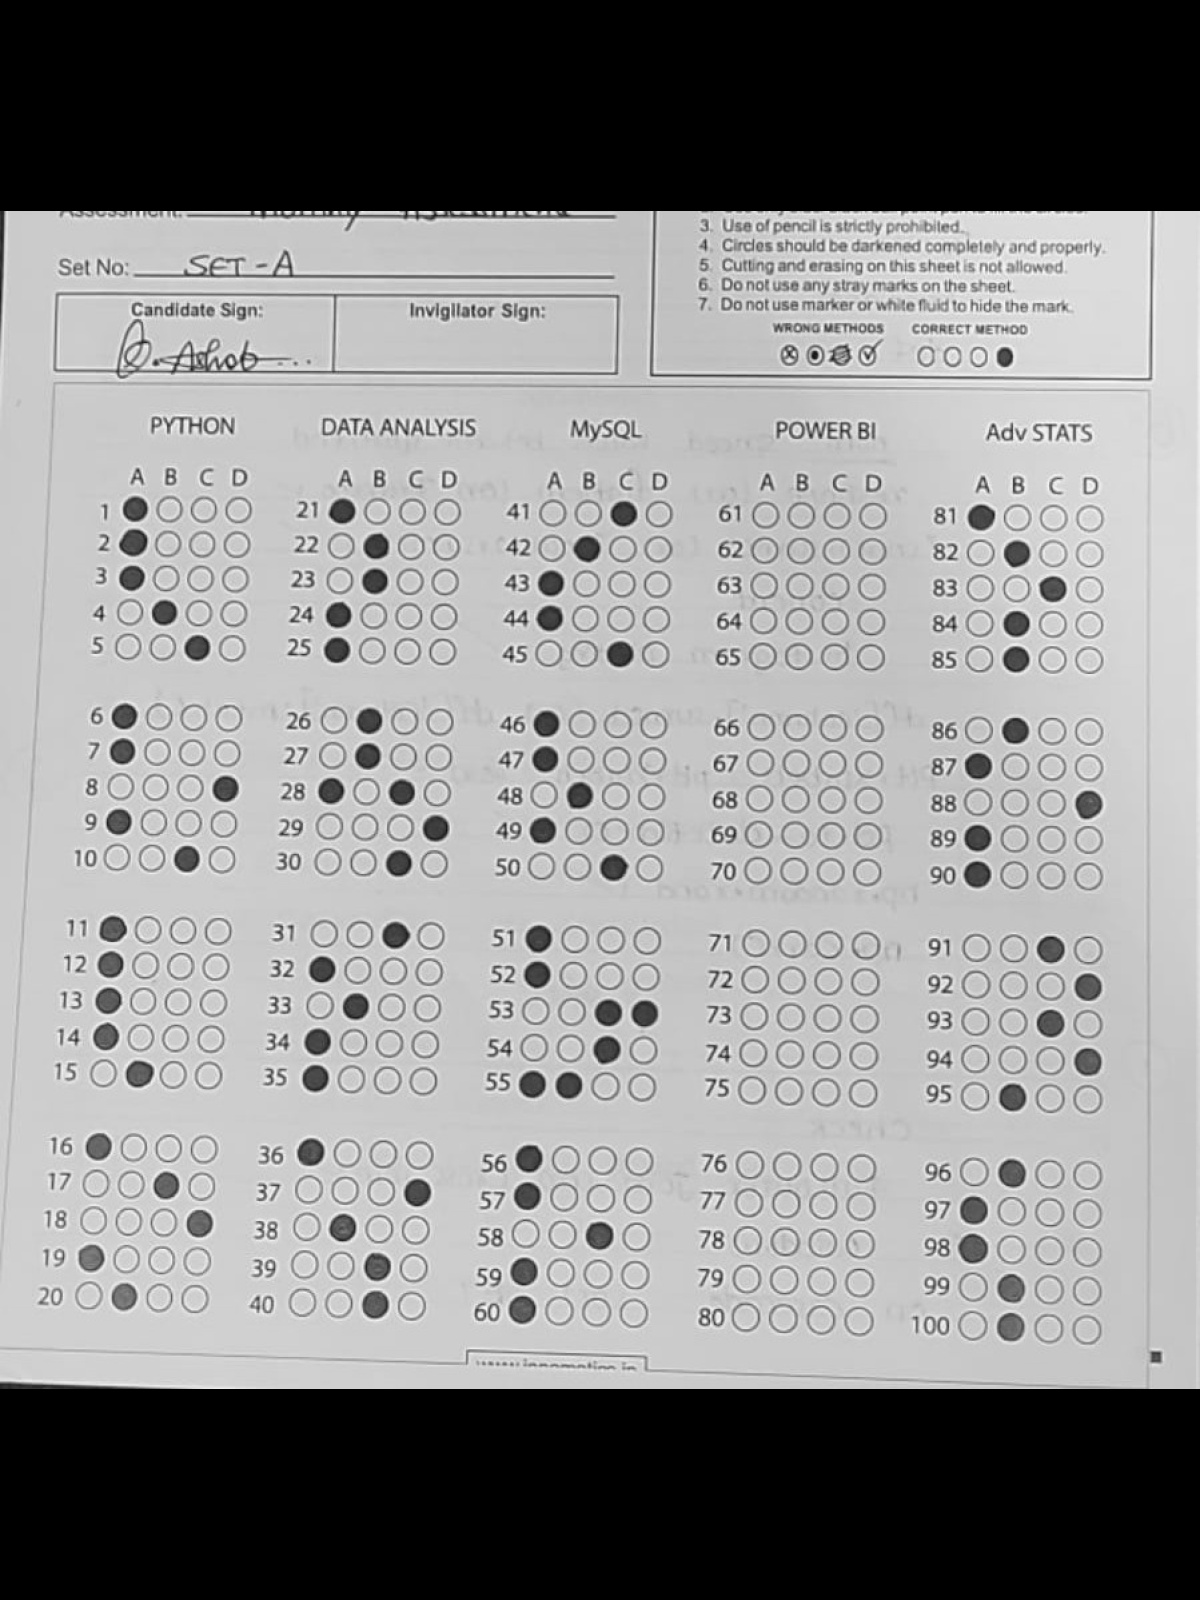 Assessment:
3. Use of pencil is strictly prohibited.
4. Circles should be darkened completely and properly.
5. Cutting and erasing on this sheet is not allowed.
6. Do not use any stray marks on the sheet.
7. Do not use marker or white fluid to hide the mark.
WRONG METHODS CORRECT METHOD
Set No: SET-A
Candidate Sign: Invigilator Sign:
PYTHON DATA ANALYSIS MySQL POWER BI Adv STATS
A B C D A B C D A B C D A B C D A B C D
1 21 41 61 81
2 22 42 62 82
3 23 43 63 83
4 24 44 64 84
5 25 45 65 85
6 26 46 66 86
7 27 47 67 87
8 28 48 68 88
9 29 49 69 89
10 30 50 70 90
11 31 51 71 91
12 32 52 72 92
13 33 53 73 93
14 34 54 74 94
15 35 55 75 95
16 36 56 76 96
17 37 57 77 97
18 38 58 78 98
19 39 59 79 99
20 40 60 80 100